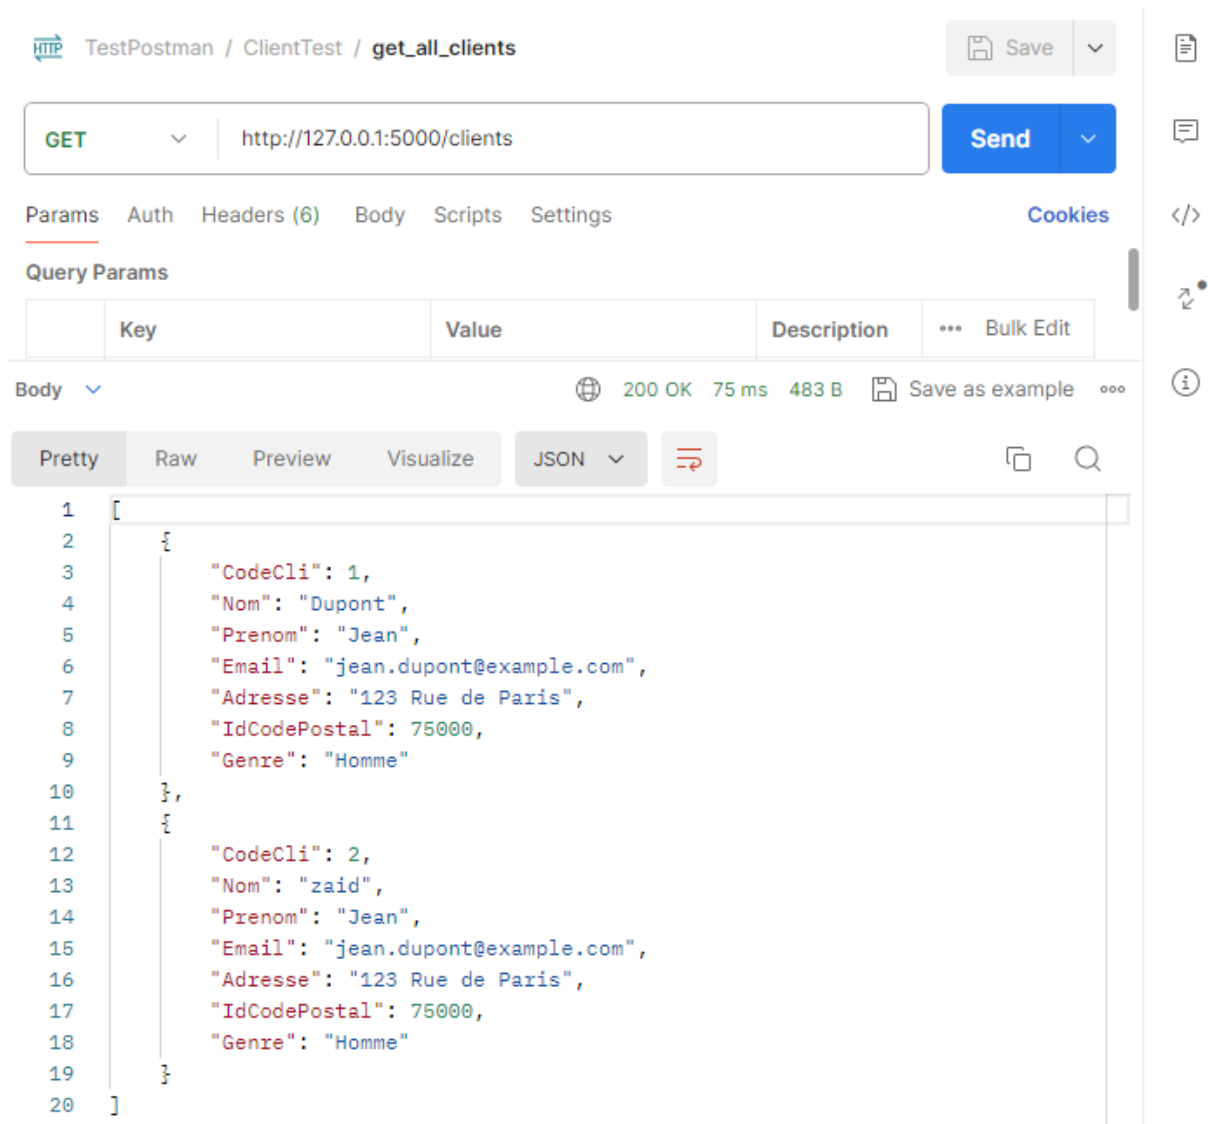 HTTP TestPostman / ClientTest / get_all_clients Save
GET http://127.0.0.1:5000/clients Send
Params Auth Headers (6) Body Scripts Settings Cookies
Query Params
Key Value Description Bulk Edit
Body 200 OK 75 ms 483 B Save as example
Pretty Raw Preview Visualize JSON
1 [
2 {
3 "CodeCli": 1,
4 "Nom": "Dupont",
5 "Prenom": "Jean",
6 "Email": "jean.dupont@example.com",
7 "Adresse": "123 Rue de Paris",
8 "IdCodePostal": 75000,
9 "Genre": "Homme"
10 },
11 {
12 "CodeCli": 2,
13 "Nom": "zaid",
14 "Prenom": "Jean",
15 "Email": "jean.dupont@example.com",
16 "Adresse": "123 Rue de Paris",
17 "IdCodePostal": 75000,
18 "Genre": "Homme"
19 }
20 ]